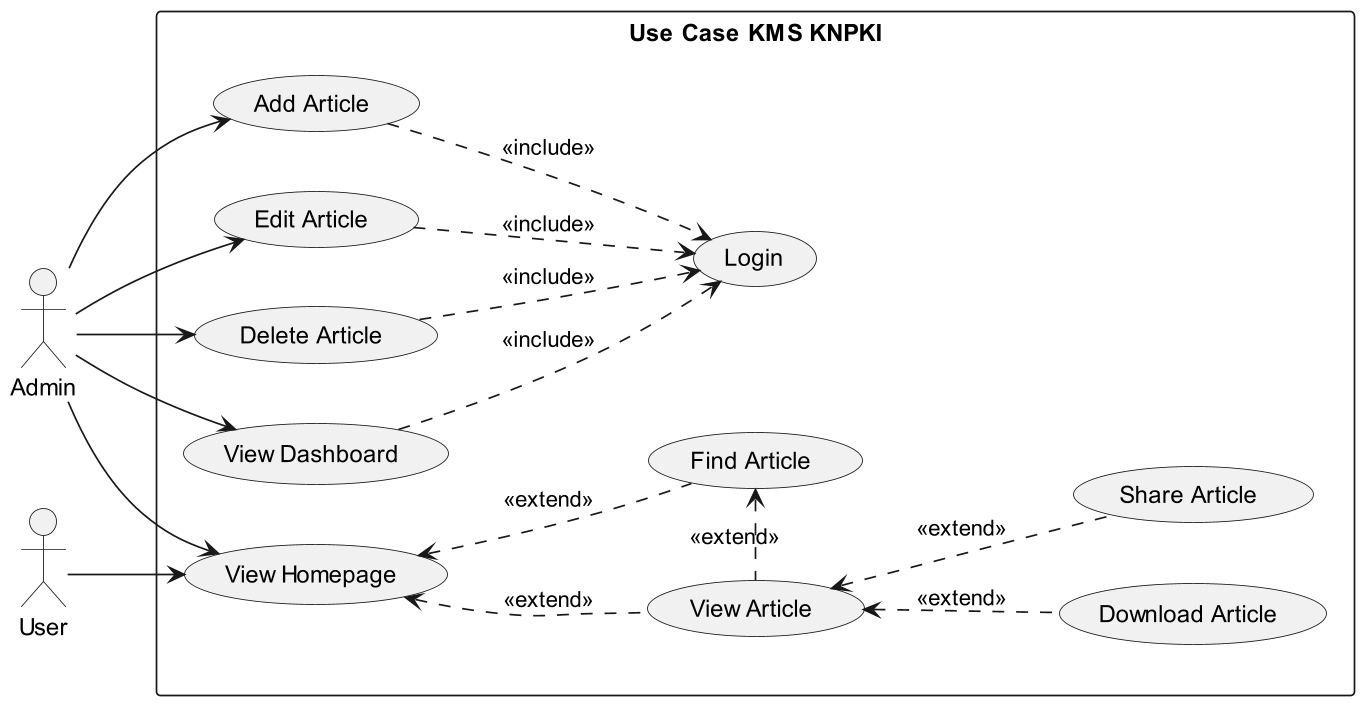 Use Case KMS KNPKI
Add Article
«include»
Edit Article
«include»
Login
«include»
Delete Article
«include»
Admin
View Dashboard
Find Article
Share Article
«extend»
«extend»
«extend»
View Homepage
«extend»
View Article
«extend»
Download Article
User